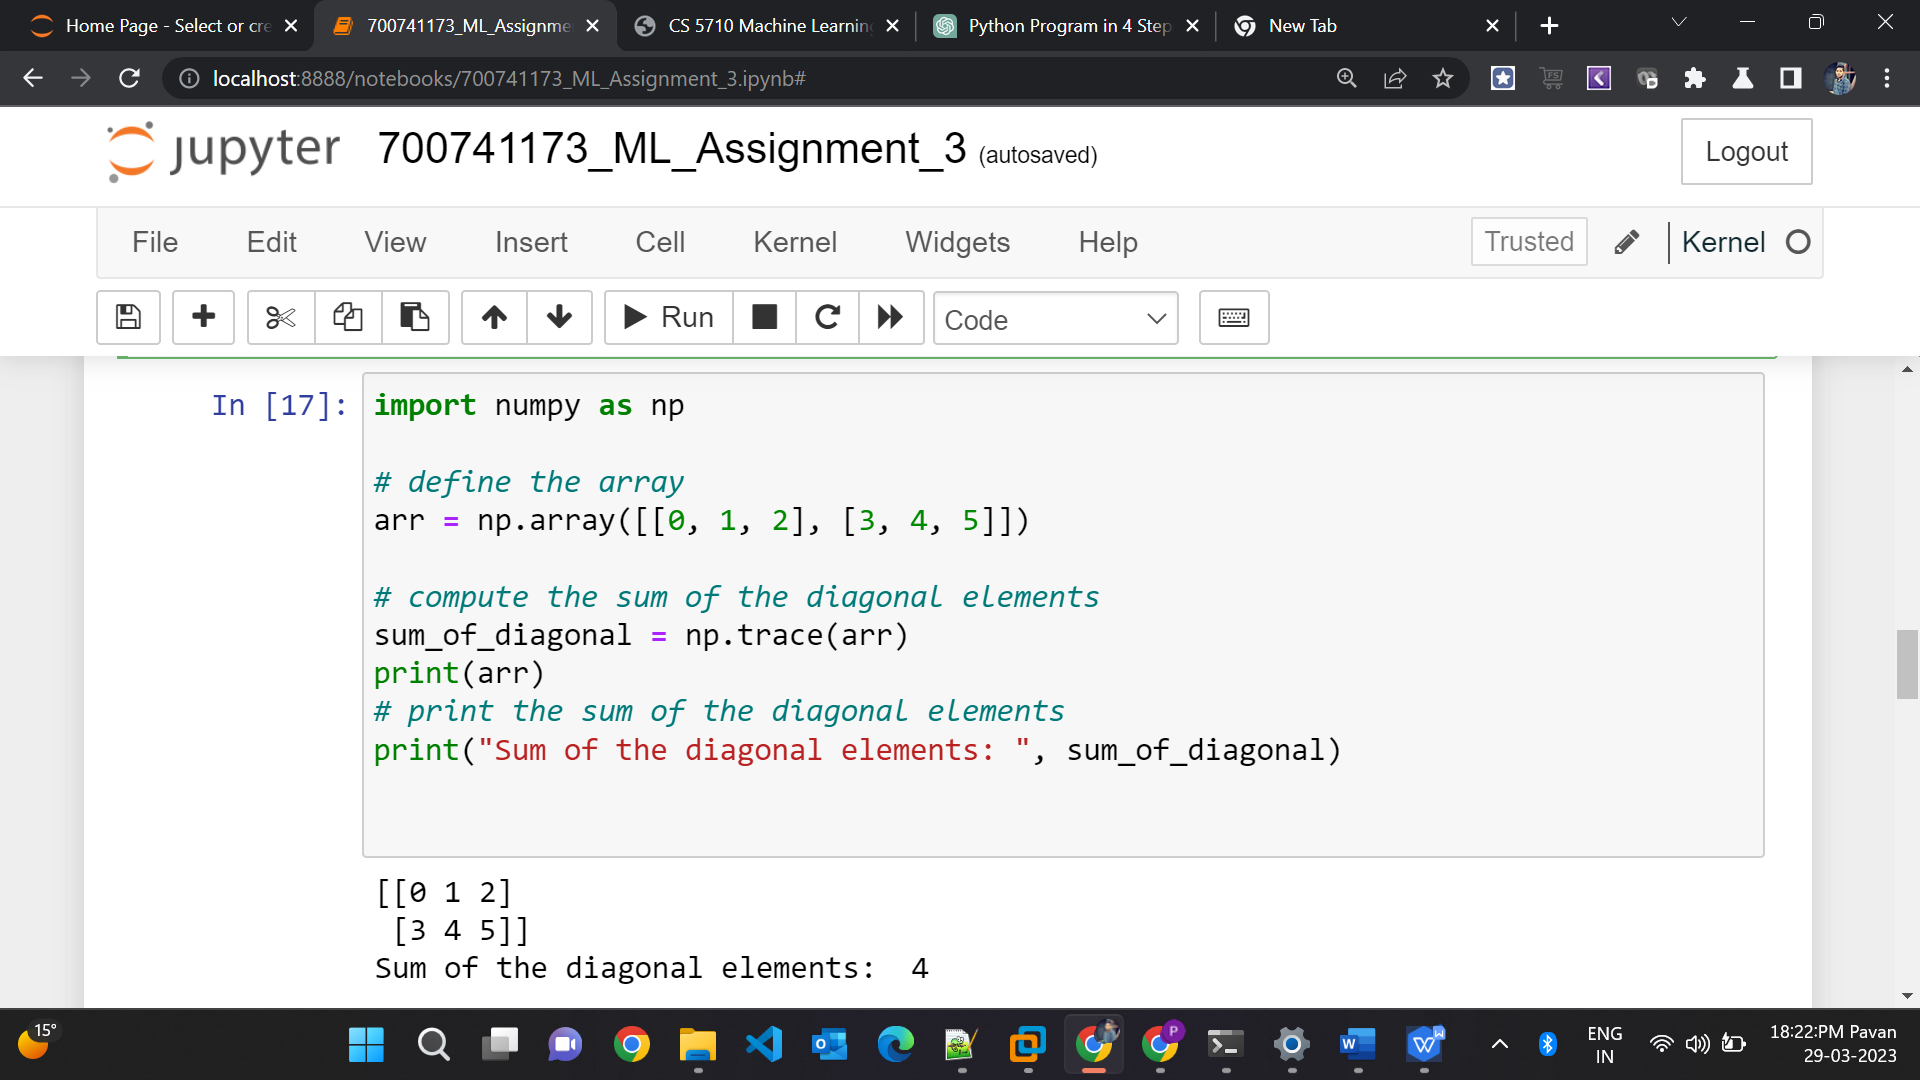 Home Page - Select or cre
700741173_ML_Assignme
CS 5710 Machine Learning
Python Program in 4 Step
New Tab
localhost:8888/notebooks/700741173_ML_Assignment_3.ipynb#
jupyter 700741173_ML_Assignment_3 (autosaved)
Logout
File Edit View Insert Cell Kernel Widgets Help Trusted Kernel
Run Code
In [17]:
import numpy as np
# define the array
arr = np.array([[0, 1, 2], [3, 4, 5]])
# compute the sum of the diagonal elements
sum_of_diagonal = np.trace(arr)
print(arr)
# print the sum of the diagonal elements
print("Sum of the diagonal elements: ", sum_of_diagonal)
[[0 1 2]
 [3 4 5]]
Sum of the diagonal elements:  4
15°
ENG
IN
18:22:PM Pavan
29-03-2023